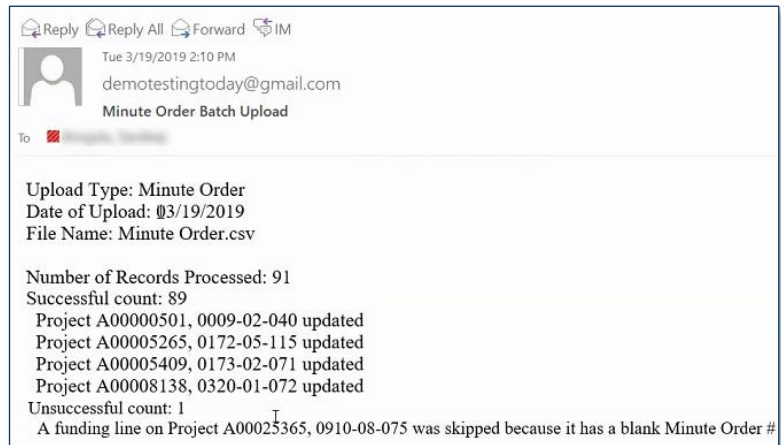 Reply Reply All Forward IM
Tue 3/19/2019 2:10 PM
demotestingtoday@gmail.com
Minute Order Batch Upload
To
Upload Type: Minute Order
Date of Upload: 03/19/2019
File Name: Minute Order.csv
Number of Records Processed: 91
Successful count: 89
Project A00000501, 0009-02-040 updated
Project A00005265, 0172-05-115 updated
Project A00005409, 0173-02-071 updated
Project A00008138, 0320-01-072 updated
Unsuccessful count: 1
A funding line on Project A00025365, 0910-08-075 was skipped because it has a blank Minute Order #